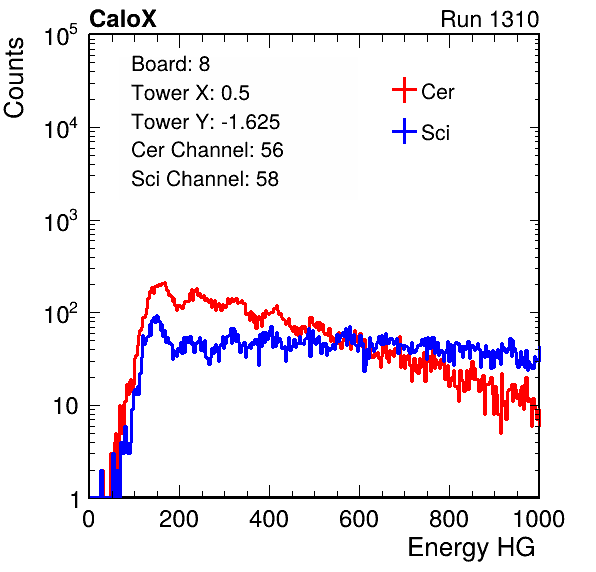 CaloX Run 1310
Counts
Board: 8
Tower X: 0.5
Tower Y: -1.625
Cer Channel: 56
Sci Channel: 58
Cer
Sci
10^5
10^4
10^3
10^2
10
1
0 200 400 600 800 1000
Energy HG